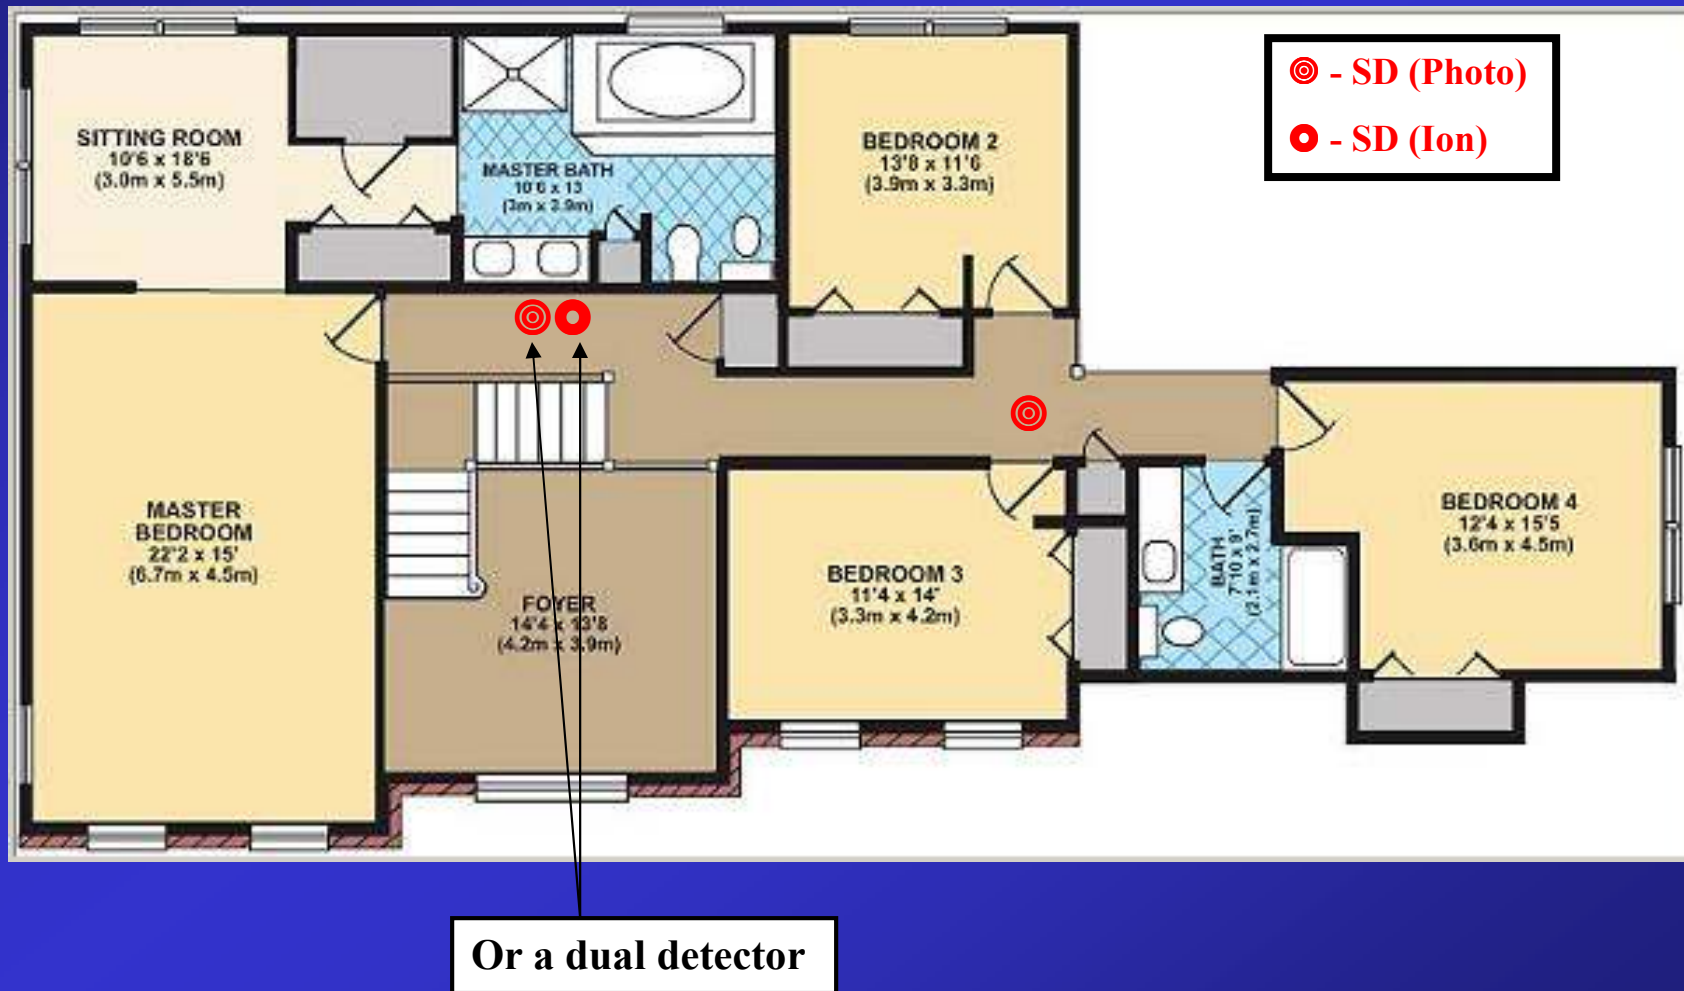 - SD (Photo)
- SD (Ion)
SITTING ROOM
10'6 x 18'6
(3.0m x 5.5m)
MASTER BATH
10'6 x 13
(3m x 3.9m)
BEDROOM 2
13'8 x 11'6
(3.9m x 3.3m)
MASTER
BEDROOM
22'2 x 15'
(6.7m x 4.5m)
FOYER
14'4 x 13'8
(4.2m x 3.9m)
BEDROOM 3
11'4 x 14'
(3.3m x 4.2m)
BATH
7'10 x 9'
(2.1m x 2.7m)
BEDROOM 4
12'4 x 15'5
(3.6m x 4.5m)
Or a dual detector